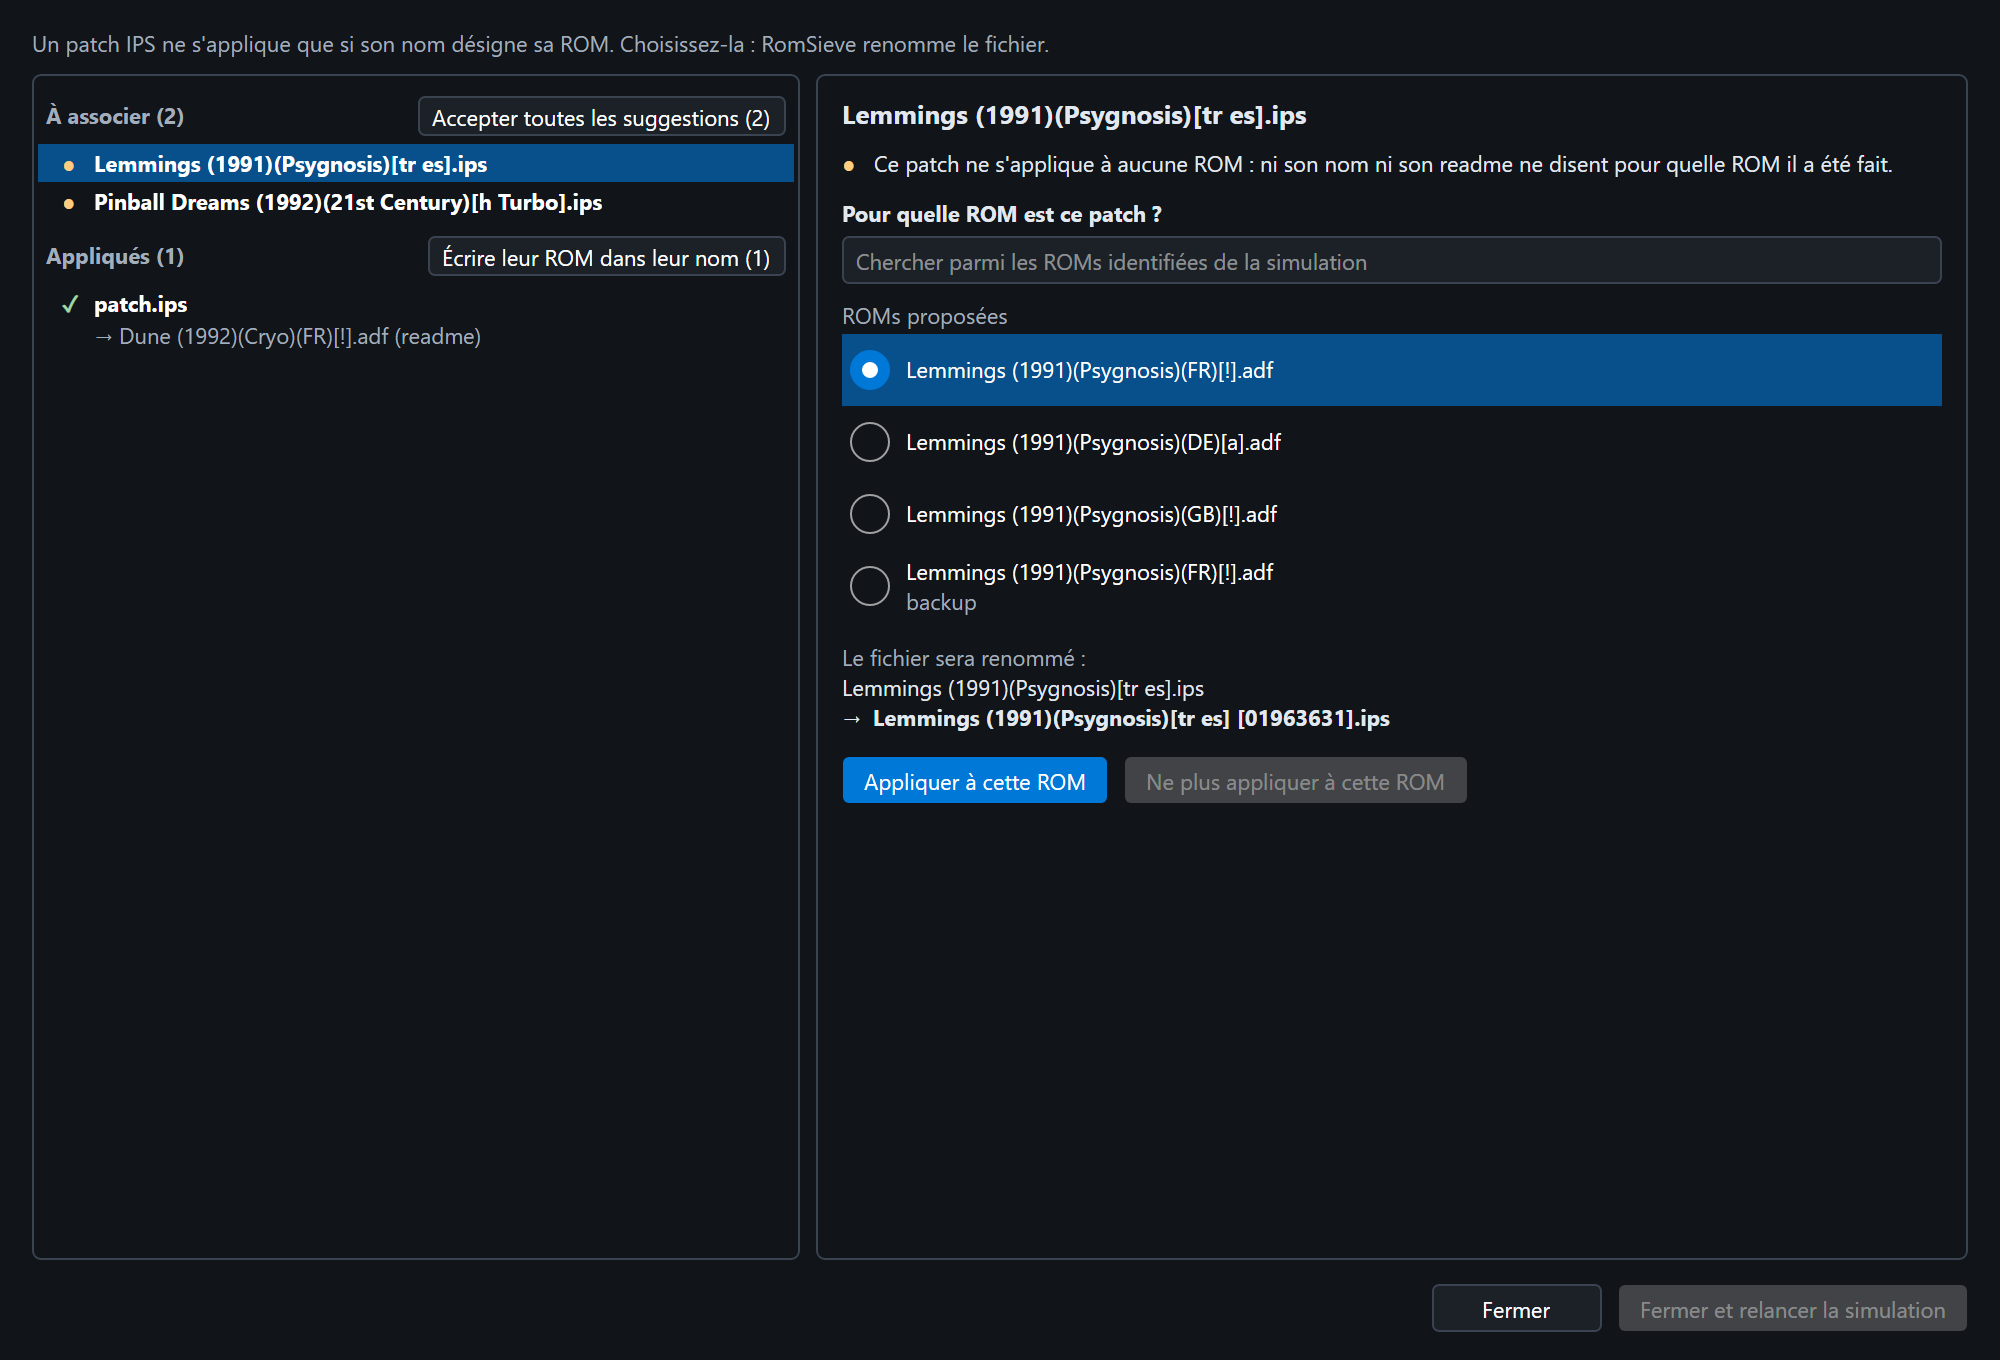 Un patch IPS ne s'applique que si son nom désigne sa ROM. Choisissez-la : RomSieve renomme le fichier.
À associer (2)
Accepter toutes les suggestions (2)
Lemmings (1991)(Psygnosis)[tr es].ips
Pinball Dreams (1992)(21st Century)[h Turbo].ips
Appliqués (1)
Écrire leur ROM dans leur nom (1)
✓ patch.ips
→ Dune (1992)(Cryo)(FR)[!].adf (readme)
Lemmings (1991)(Psygnosis)[tr es].ips
Ce patch ne s'applique à aucune ROM : ni son nom ni son readme ne disent pour quelle ROM il a été fait.
Pour quelle ROM est ce patch ?
Chercher parmi les ROMs identifiées de la simulation
ROMs proposées
Lemmings (1991)(Psygnosis)(FR)[!].adf
Lemmings (1991)(Psygnosis)(DE)[a].adf
Lemmings (1991)(Psygnosis)(GB)[!].adf
Lemmings (1991)(Psygnosis)(FR)[!].adf
backup
Le fichier sera renommé :
Lemmings (1991)(Psygnosis)[tr es].ips
→ Lemmings (1991)(Psygnosis)[tr es] [01963631].ips
Appliquer à cette ROM
Ne plus appliquer à cette ROM
Fermer
Fermer et relancer la simulation